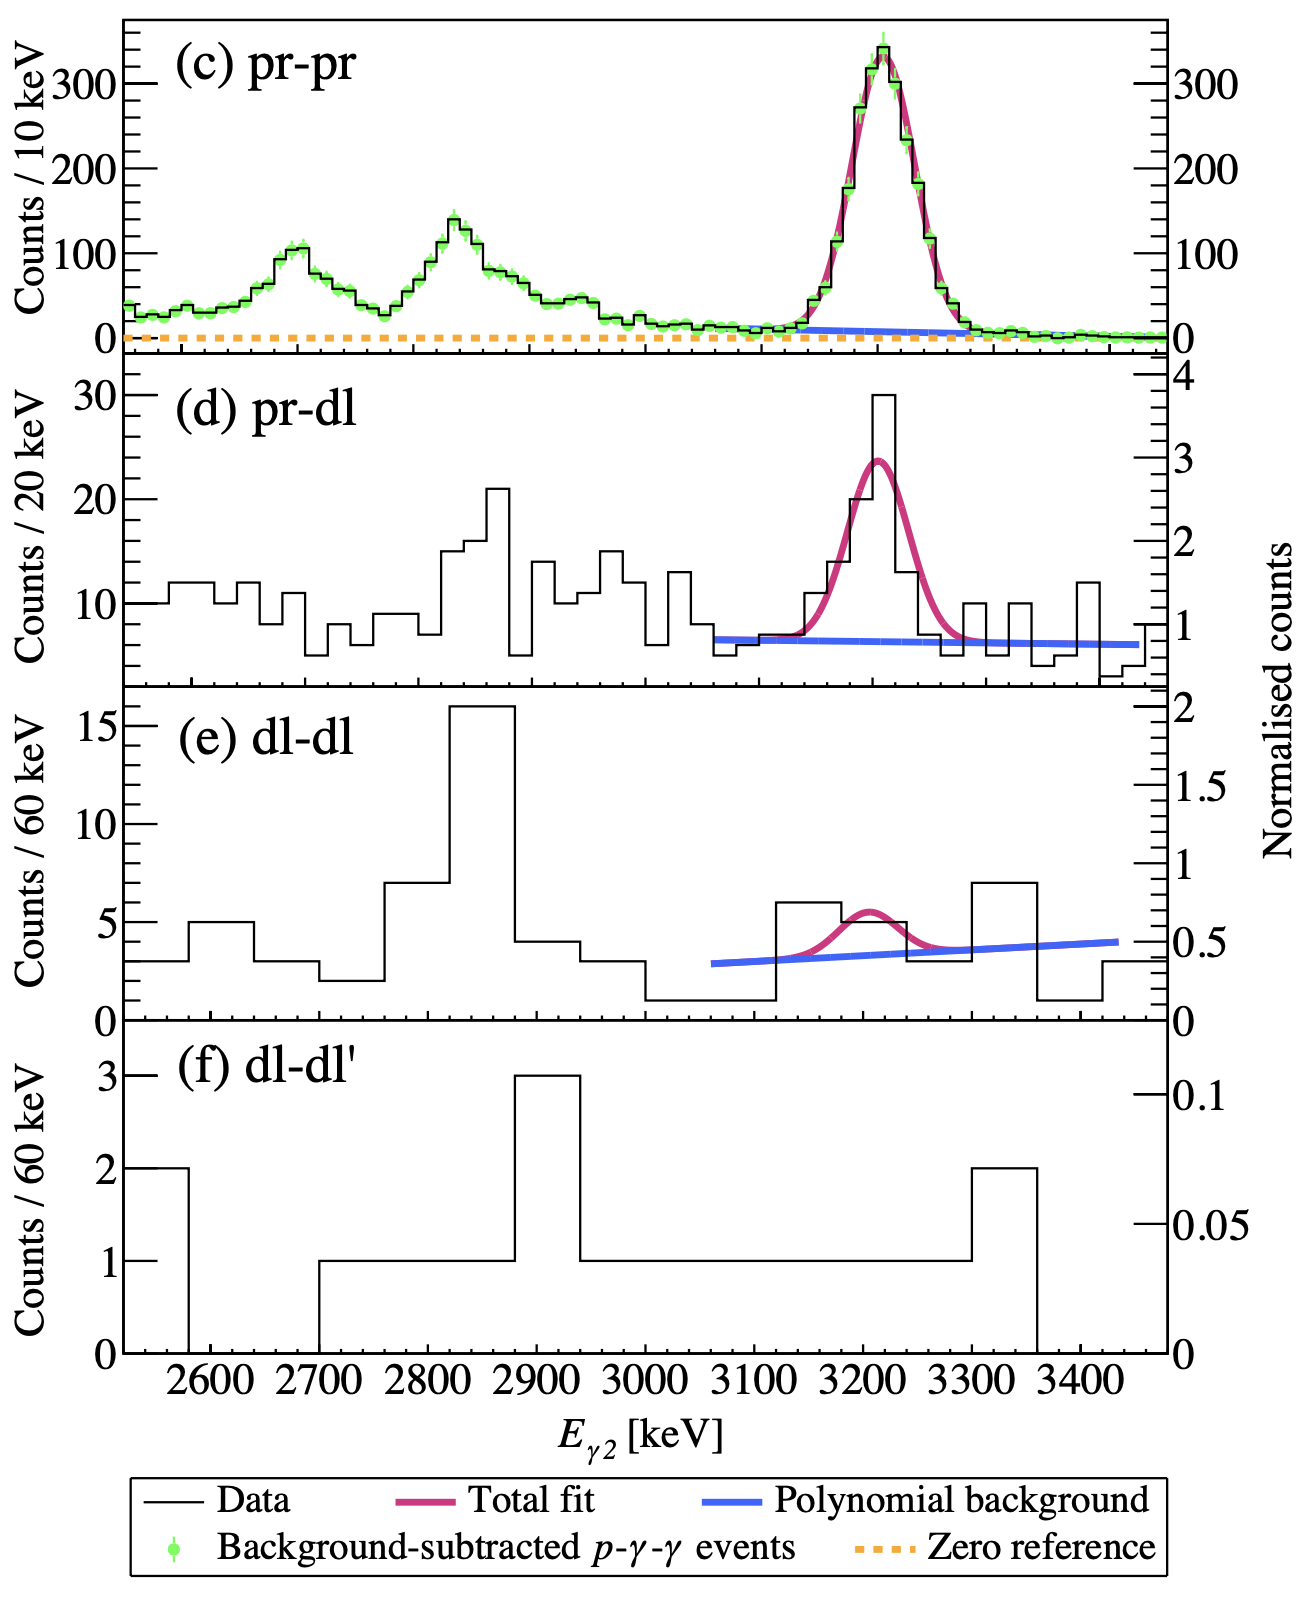 (c) pr-pr
Counts / 10 keV
300
200
100
0
300
200
100
0
(d) pr-dl
Counts / 20 keV
30
20
10
4
3
2
1
(e) dl-dl
Counts / 60 keV
15
10
5
0
2
1.5
1
0.5
0
Normalised counts
(f) dl-dl'
Counts / 60 keV
3
2
1
0
0.1
0.05
0
2600 2700 2800 2900 3000 3100 3200 3300 3400
Eγ2 [keV]
Data Total fit Polynomial background
Background-subtracted p-γ-γ events Zero reference